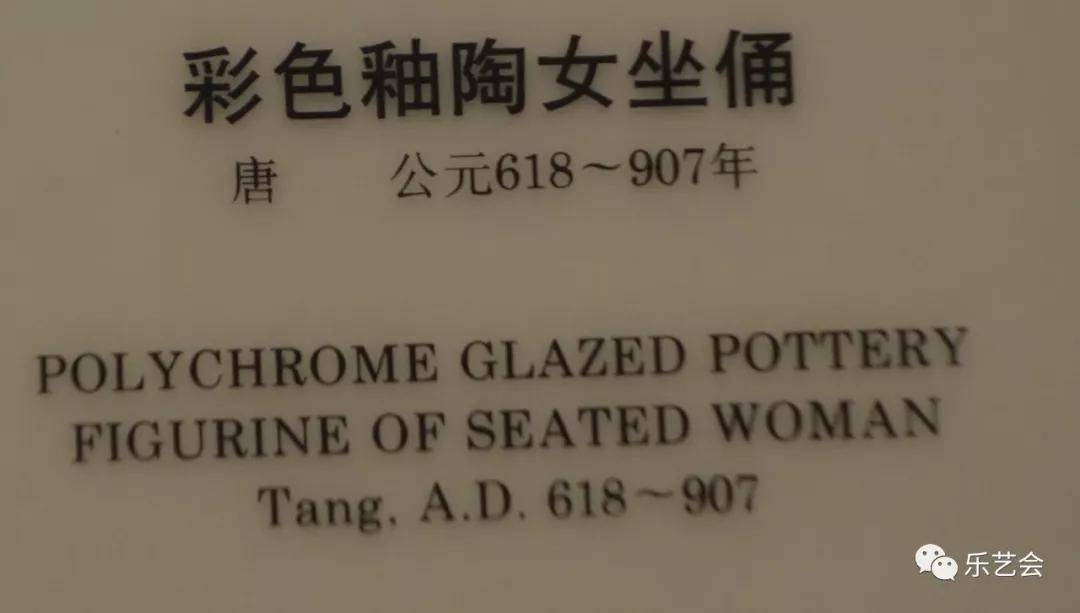 彩色釉陶女坐俑
唐 公元618～907年
POLYCHROME GLAZED POTTERY
FIGURINE OF SEATED WOMAN
Tang, A.D. 618～907
乐艺会